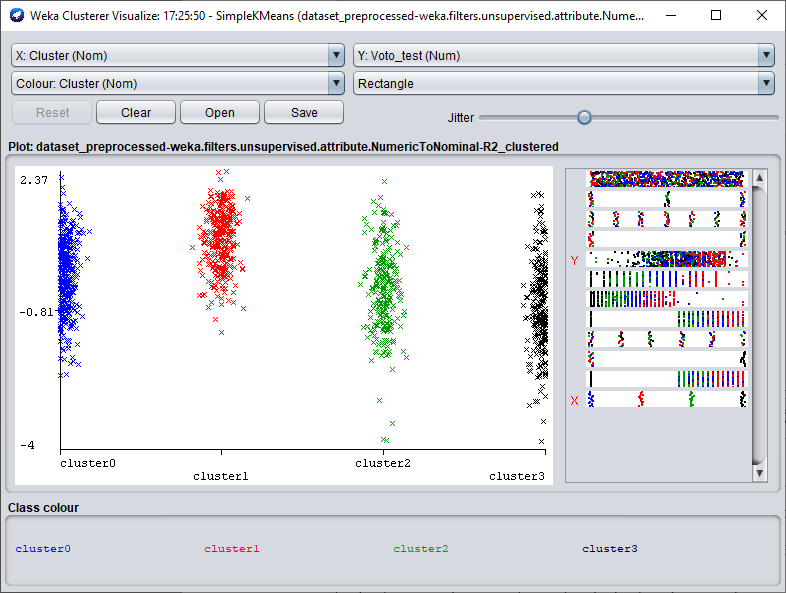 Weka Clusterer Visualize: 17:25:50 - SimpleKMeans (dataset_preprocessed-weka.filters.unsupervised.attribute.Nume...
X: Cluster (Nom) Y: Voto_test (Num)
Colour: Cluster (Nom) Rectangle
Reset Clear Open Save Jitter
Plot: dataset_preprocessed-weka.filters.unsupervised.attribute.NumericToNominal-R2_clustered
2.37
-0.81
-4
cluster0 cluster1 cluster2 cluster3
Y
X
Class colour
cluster0 cluster1 cluster2 cluster3